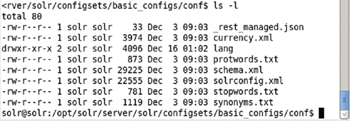 <rver/solr/configsets/basic_configs/conf$ ls -l
total 80
-rw-r--r-- 1 solr solr    33 Dec  3 09:03 _rest_managed.json
-rw-r--r-- 1 solr solr  3974 Dec  3 09:03 currency.xml
drwxr-xr-x 2 solr solr  4096 Dec 16 01:02 lang
-rw-r--r-- 1 solr solr   873 Dec  3 09:03 protwords.txt
-rw-r--r-- 1 solr solr 29225 Dec  3 09:03 schema.xml
-rw-r--r-- 1 solr solr 22555 Dec  3 09:03 solrconfig.xml
-rw-r--r-- 1 solr solr   781 Dec  3 09:03 stopwords.txt
-rw-r--r-- 1 solr solr  1119 Dec  3 09:03 synonyms.txt
solr@solr:/opt/solr/server/solr/configsets/basic_configs/conf$